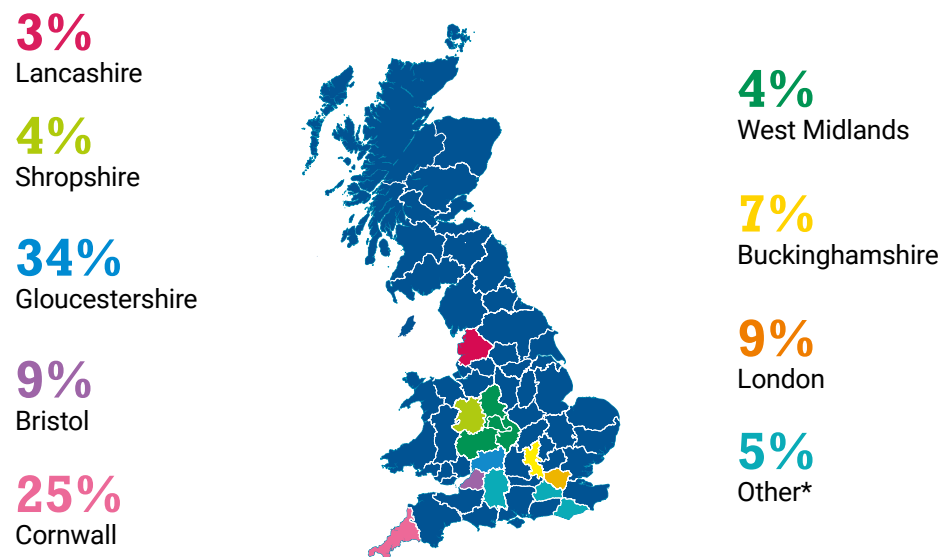 3%
Lancashire
4%
Shropshire
34%
Gloucestershire
9%
Bristol
25%
Cornwall
4%
West Midlands
7%
Buckinghamshire
9%
London
5%
Other*